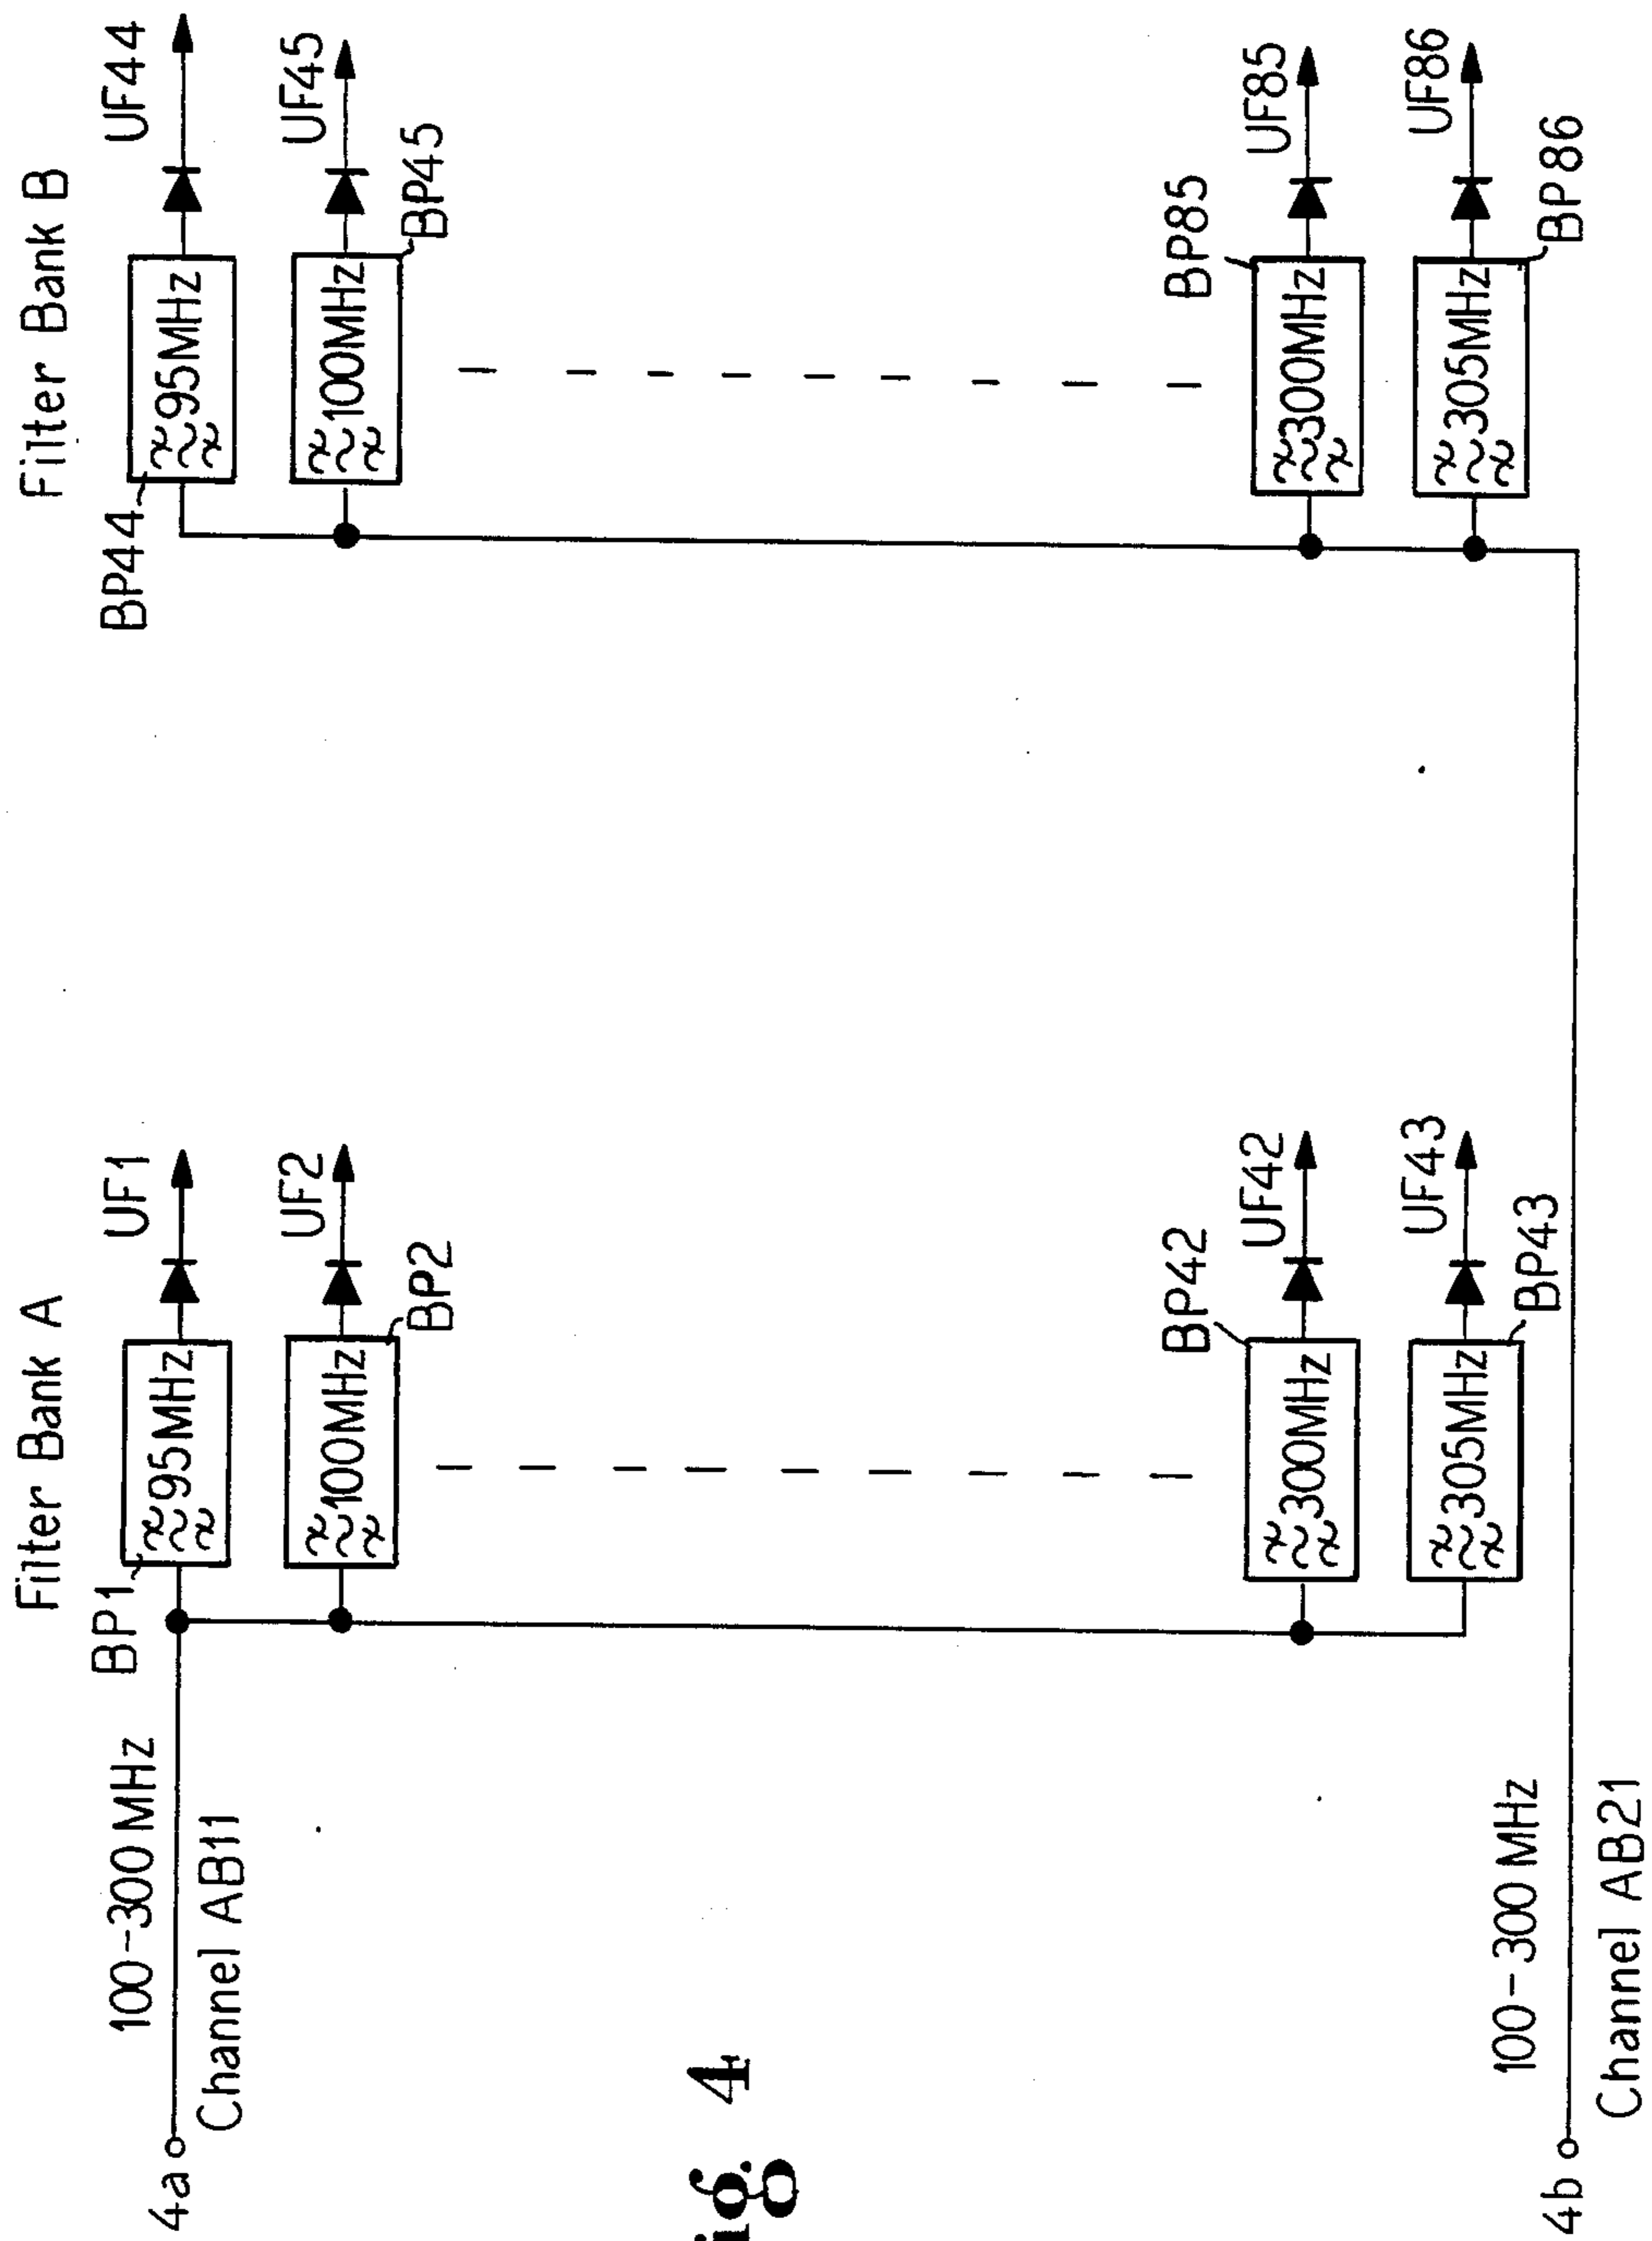 Filter Bank A
Filter Bank B
4a
100-300 MHz
Channel AB11
BP1
95MHz
UF1
100MHz
UF2
BP2
BP42
300MHz
UF42
305MHz
UF43
BP43
BP44
95MHz
UF44
100MHz
UF45
BP45
BP85
300MHz
UF85
305MHz
UF86
BP86
4b
100-300 MHz
Channel AB21
ig. 4